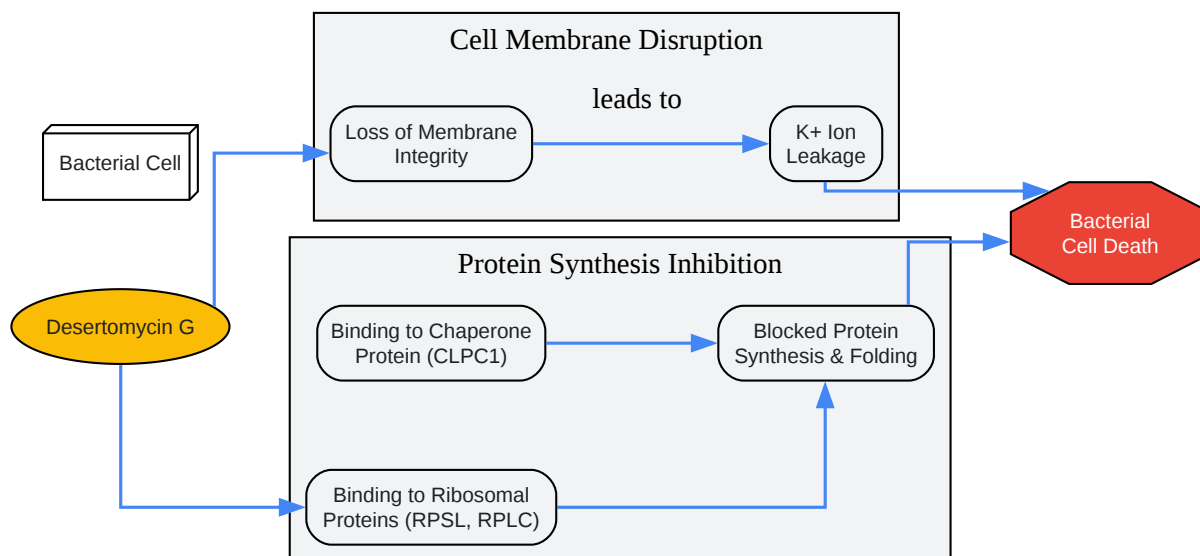 Cell Membrane Disruption
leads to
Bacterial Cell
Loss of Membrane
Integrity
K+ Ion
Leakage
Bacterial
Cell Death
Protein Synthesis Inhibition
Desertomycin G
Binding to Chaperone
Protein (CLPC1)
Blocked Protein
Synthesis & Folding
Binding to Ribosomal
Proteins (RPSL, RPLC)